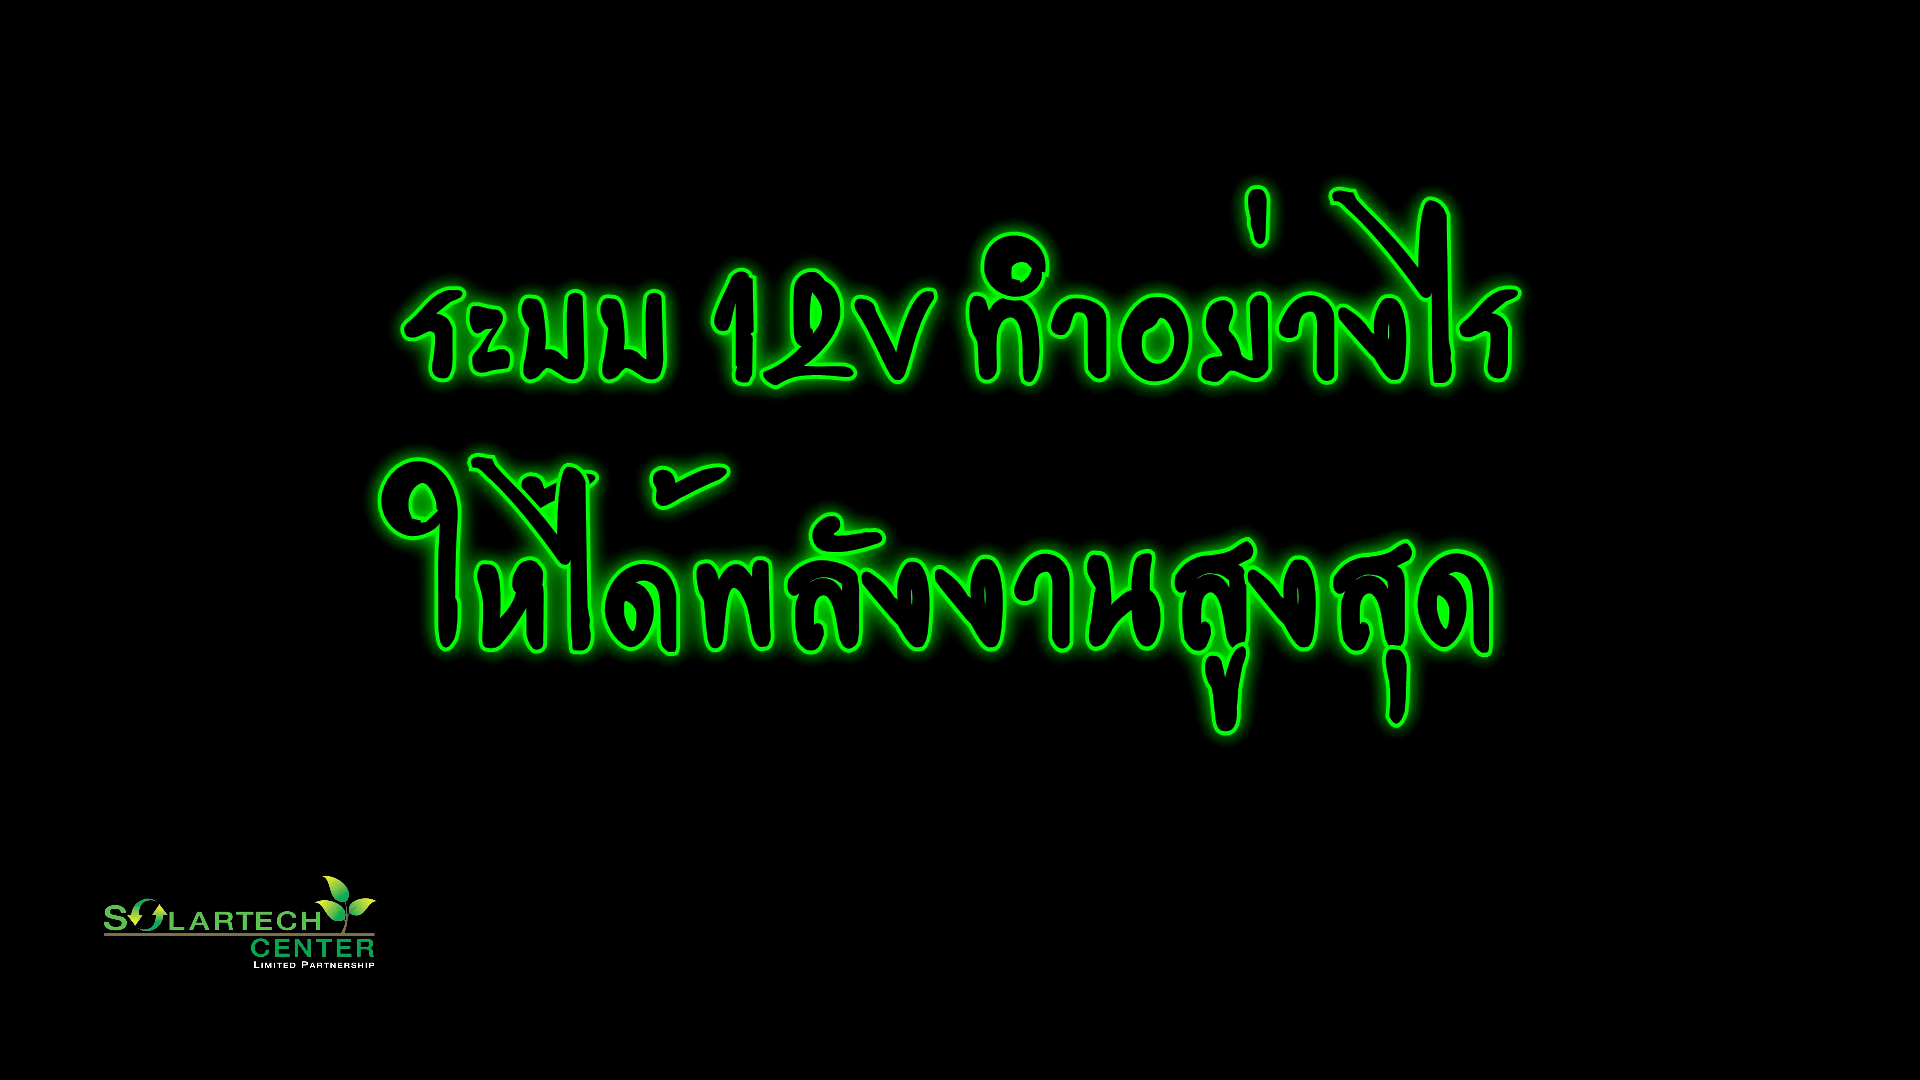 ระบบ 12V ทำอย่างไร
ให้ได้พลังงานสูงสุด
SOLARTECH
CENTER
LIMITED PARTNERSHIP